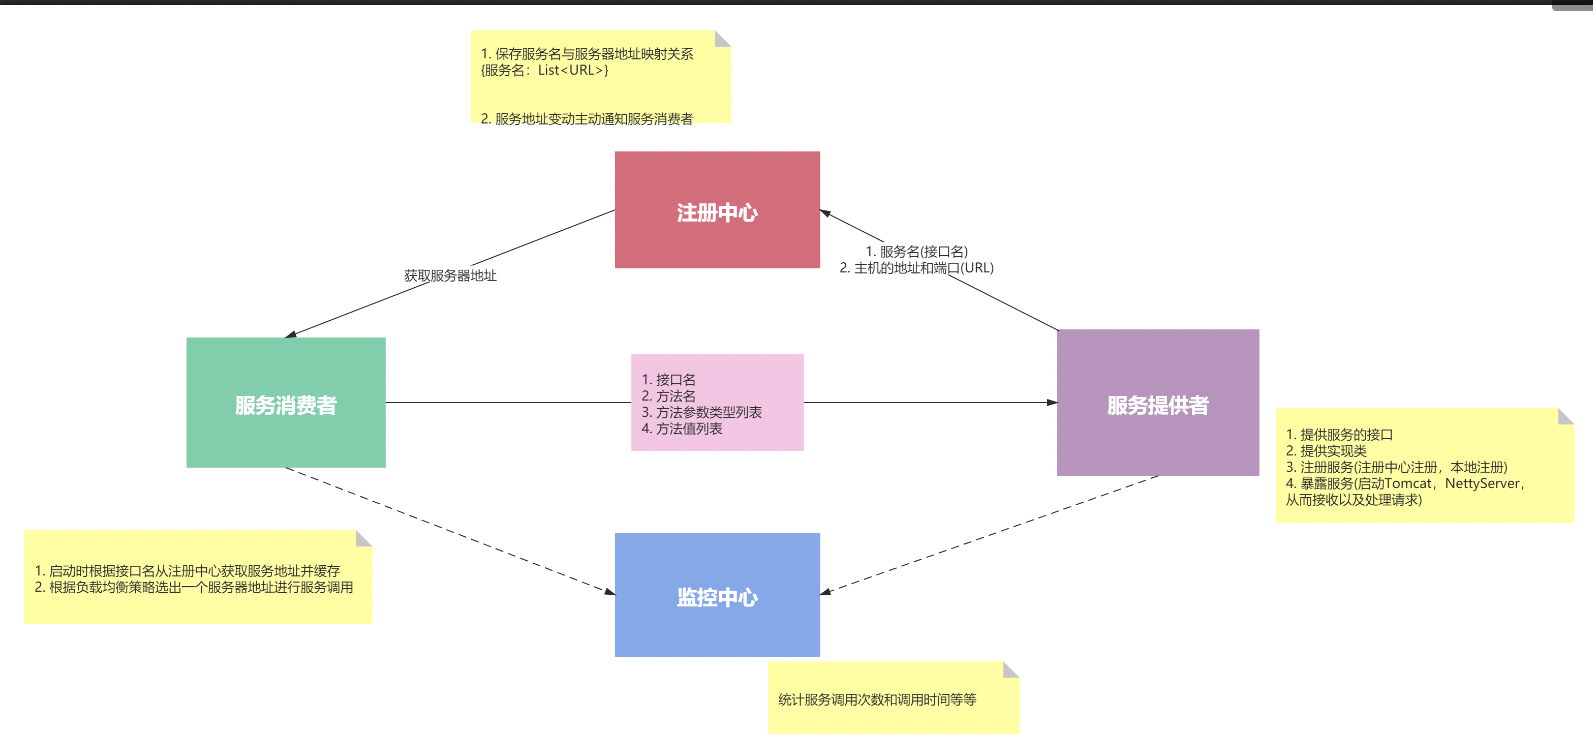 1. 保存服务名与服务器地址映射关系
{服务名：List<URL>}
2. 服务地址变动主动通知服务消费者
注册中心
1. 服务名(接口名)
2. 主机的地址和端口(URL)
获取服务器地址
服务消费者
1. 接口名
2. 方法名
3. 方法参数类型列表
4. 方法值列表
服务提供者
1. 提供服务的接口
2. 提供实现类
3. 注册服务(注册中心注册，本地注册)
4. 暴露服务(启动Tomcat，NettyServer，
从而接收以及处理请求)
1. 启动时根据接口名从注册中心获取服务地址并缓存
2. 根据负载均衡策略选出一个服务器地址进行服务调用
监控中心
统计服务调用次数和调用时间等等